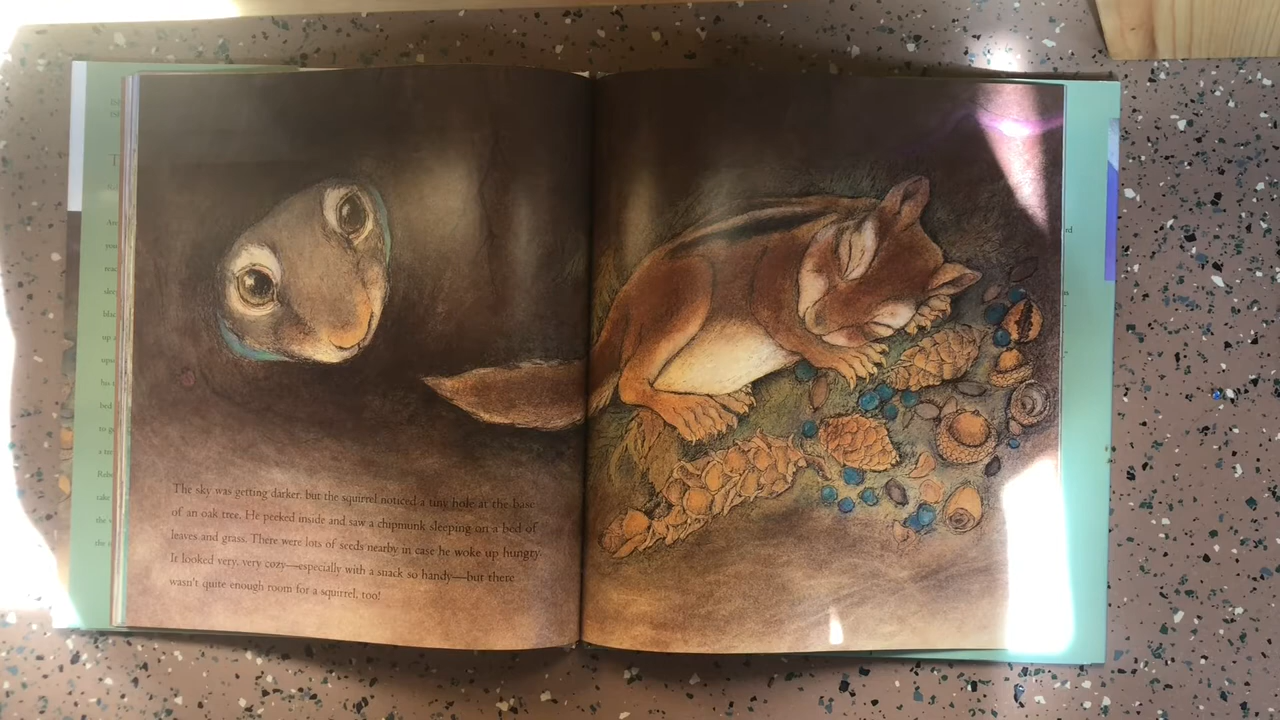 The sky was getting darker, but the squirrel noticed a tiny hole at the base
of an oak tree. He peeked inside and saw a chipmunk sleeping on a bed of
leaves and grass. There were lots of seeds nearby in case he woke up hungry.
It looked very, very cozy—especially with a snack so handy—but there
wasn't quite enough room for a squirrel, too!